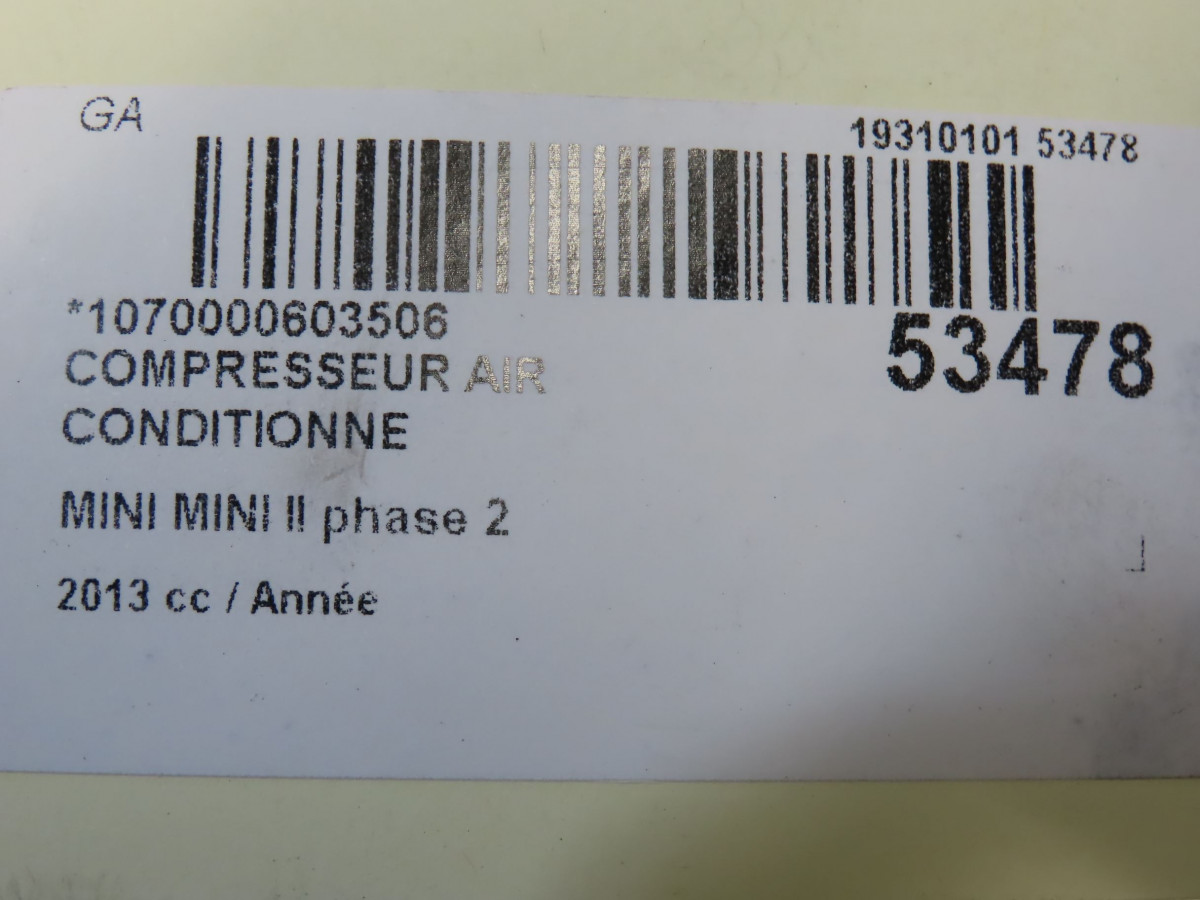 GA
19310101 53478
*1070000603506
53478
COMPRESSEUR AIR
CONDITIONNE
MINI MINI II phase 2
2013 cc / Année